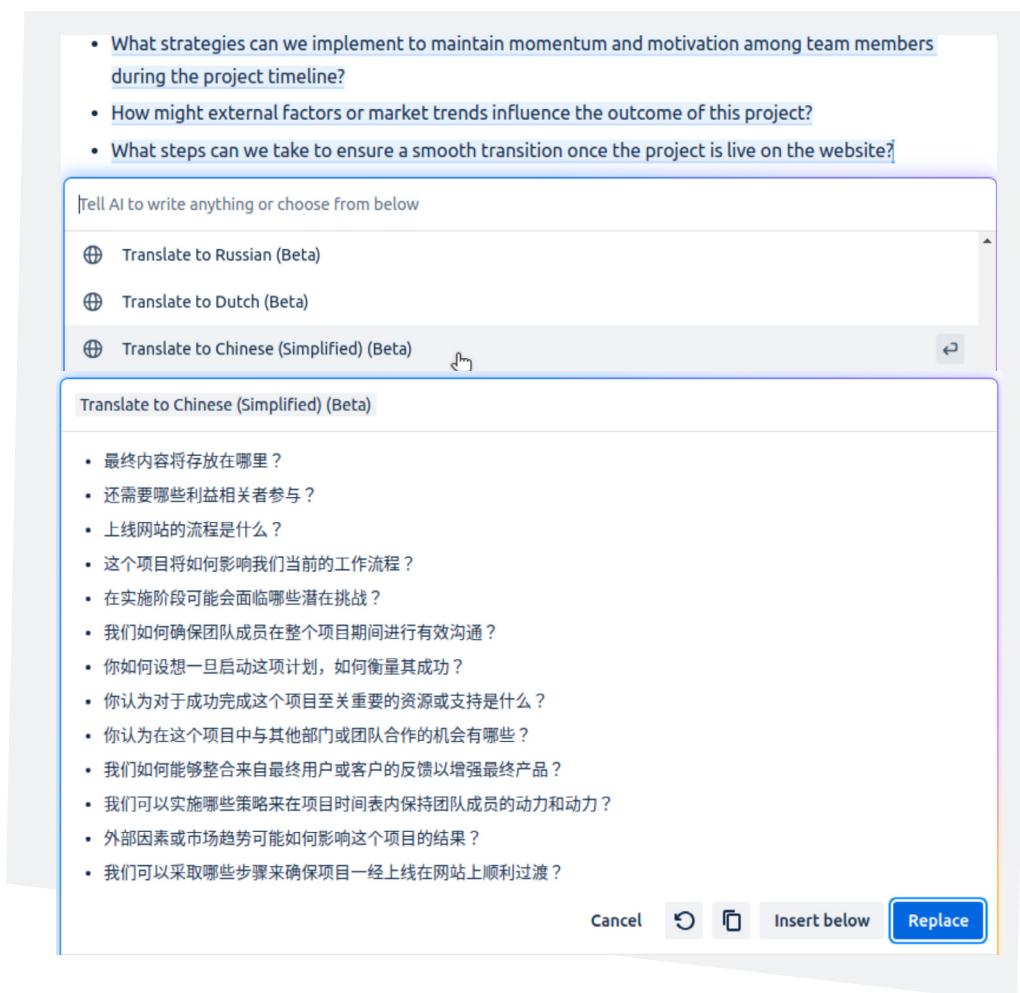 • What strategies can we implement to maintain momentum and motivation among team members
during the project timeline?
• How might external factors or market trends influence the outcome of this project?
• What steps can we take to ensure a smooth transition once the project is live on the website?
Tell AI to write anything or choose from below
Translate to Russian (Beta)
Translate to Dutch (Beta)
Translate to Chinese (Simplified) (Beta)
Translate to Chinese (Simplified) (Beta)
• 最终内容将存放在哪里？
• 还需要哪些利益相关者参与？
• 上线网站的流程是什么？
• 这个项目将如何影响我们当前的工作流程？
• 在实施阶段可能会面临哪些潜在挑战？
• 我们如何确保团队成员在整个项目期间进行有效沟通？
• 你如何设想一旦启动这项计划，如何衡量其成功？
• 你认为对于成功完成这个项目至关重要的资源或支持是什么？
• 你认为在这个项目中与其他部门或团队合作的机会有哪些？
• 我们如何能够整合来自最终用户或客户的反馈以增强最终产品？
• 我们可以实施哪些策略来在项目时间表内保持团队成员的动力和动力？
• 外部因素或市场趋势可能如何影响这个项目的结果？
• 我们可以采取哪些步骤来确保项目一经上线在网站上顺利过渡？
Cancel Insert below Replace